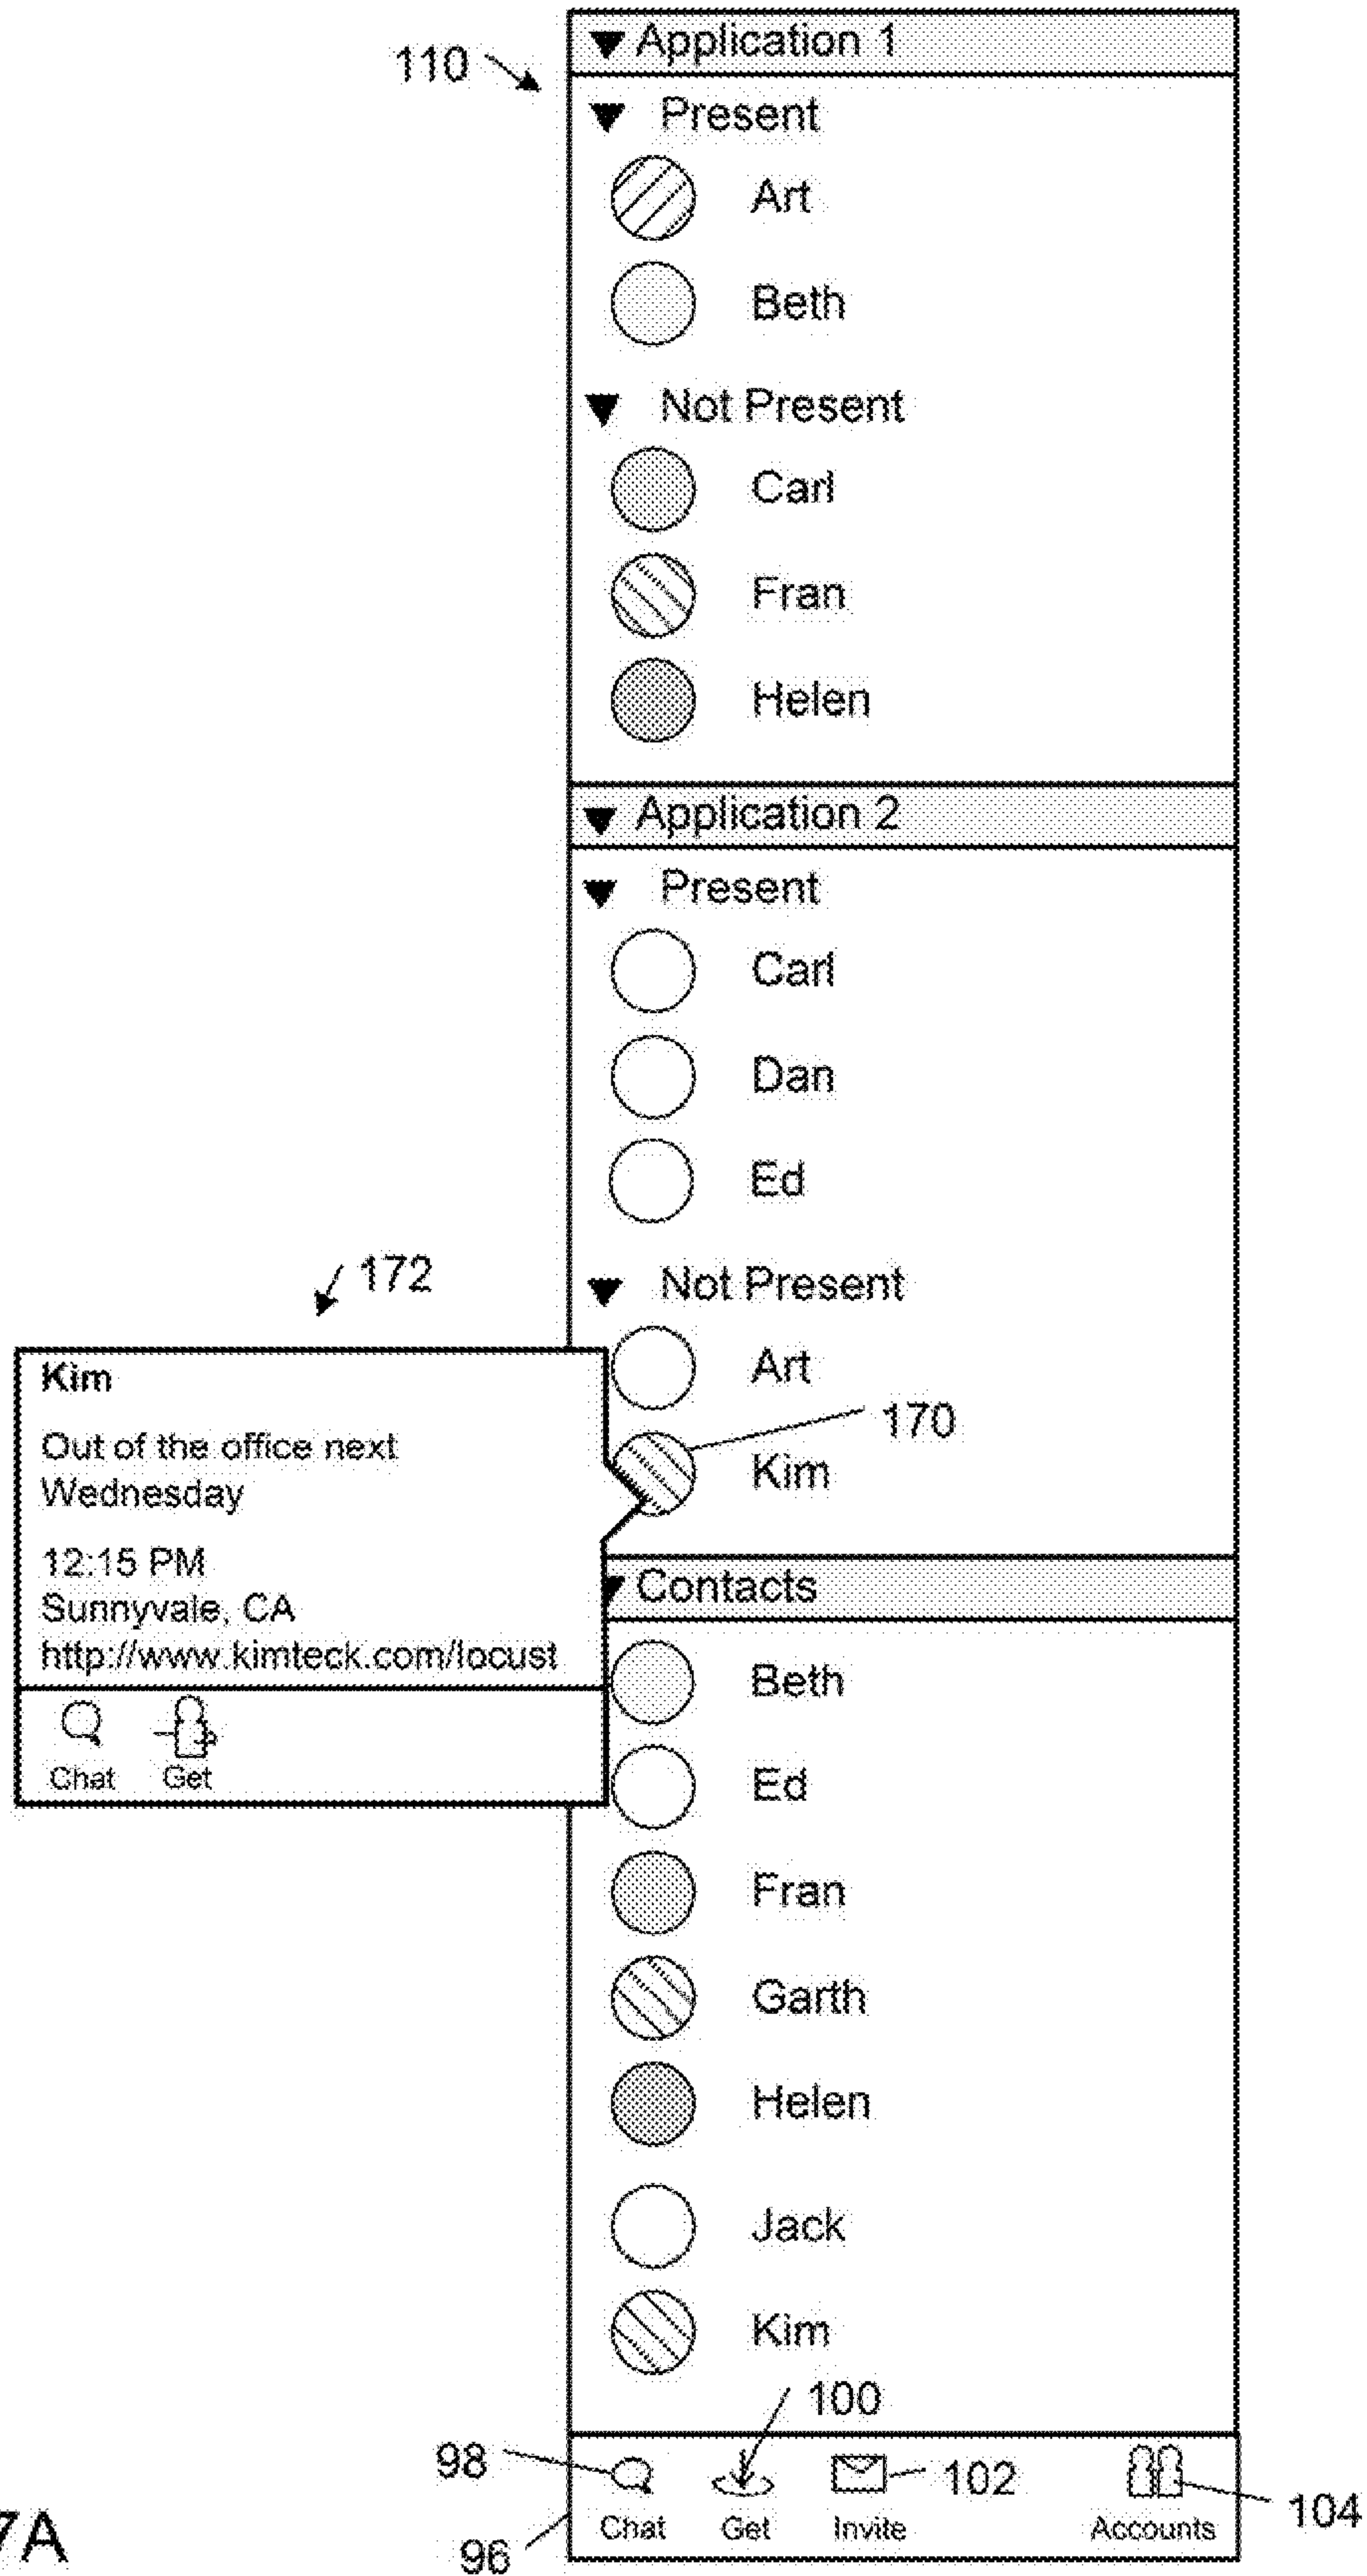 Application 1
110
Present
Art
Beth
Not Present
Carl
Fran
Helen
Application 2
Present
Carl
Dan
Ed
Not Present
Art
170
Kim
172
Kim
Out of the office next
Wednesday
12:15 PM
Sunnyvale, CA
http://www.kimteck.com/locust
Chat Get
Contacts
Beth
Ed
Fran
Garth
Helen
Jack
Kim
100
98
102
104
Chat Get Invite Accounts
96
7A